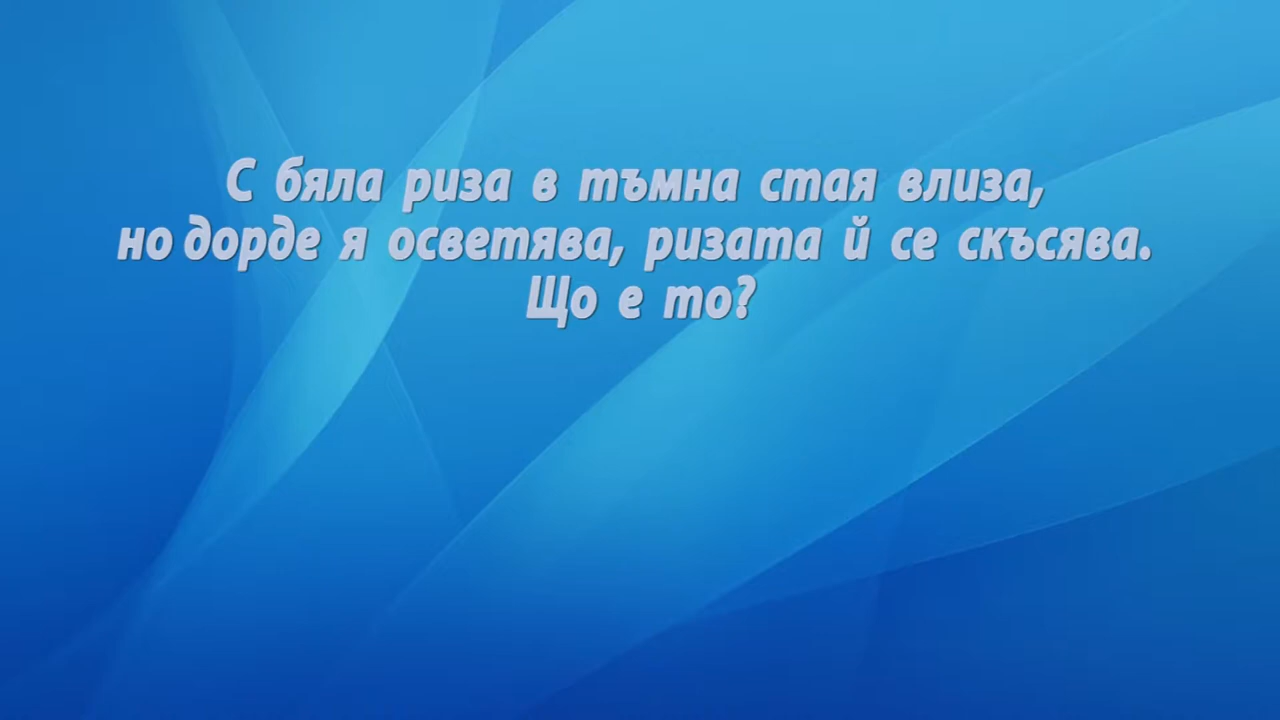 С бяла риза в тъмна стая влиза,
но дорде я осветява, ризата й се скъсява.
Що е то?